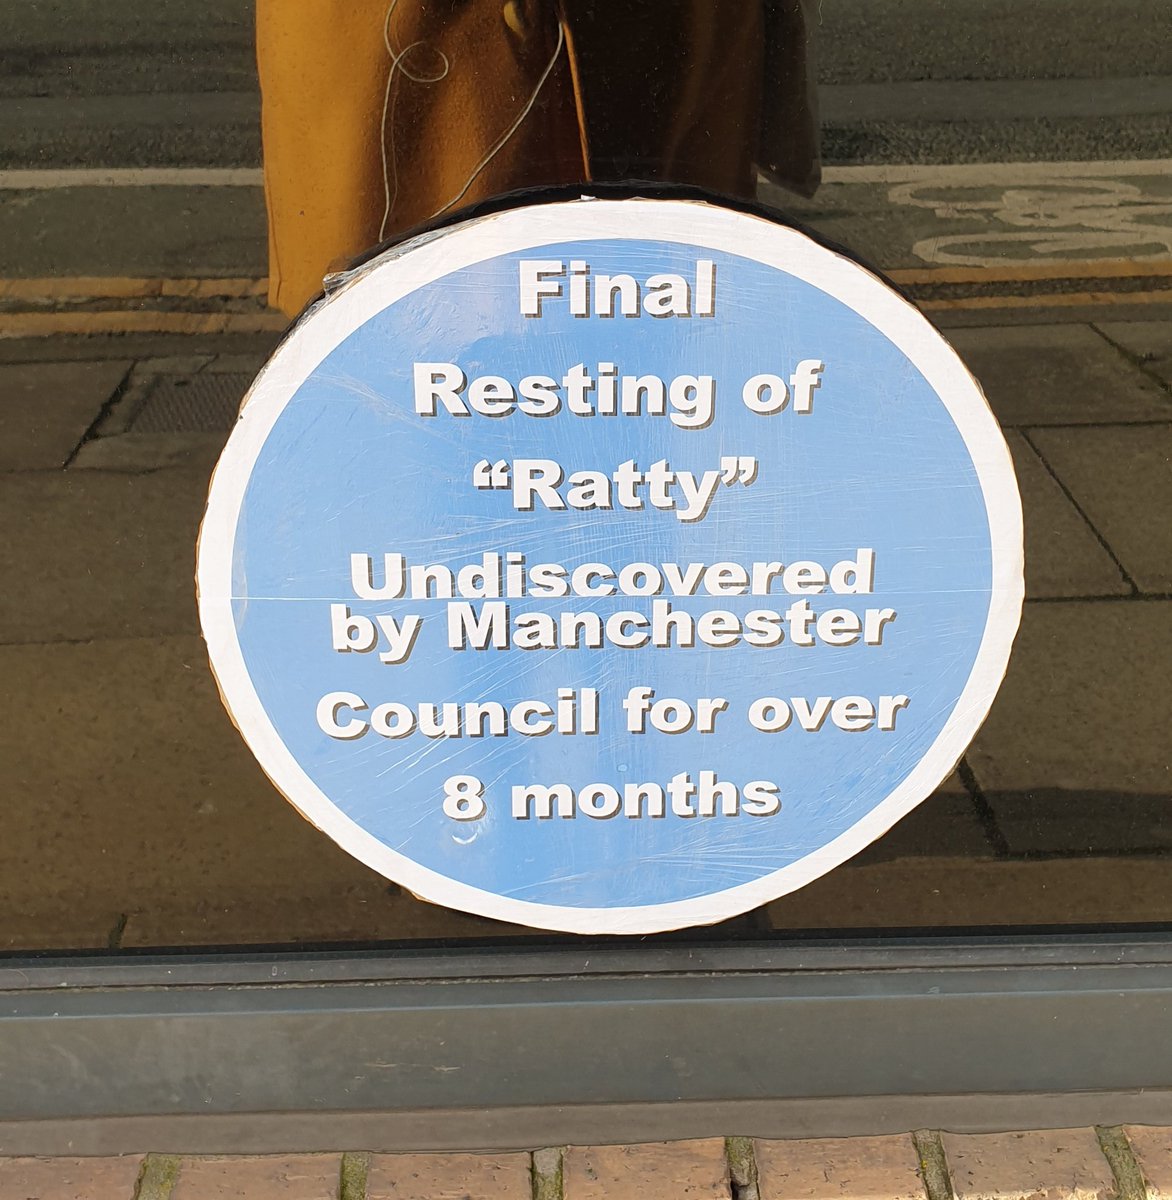 Final
Resting of
“Ratty”
Undiscovered
by Manchester
Council for over
8 months